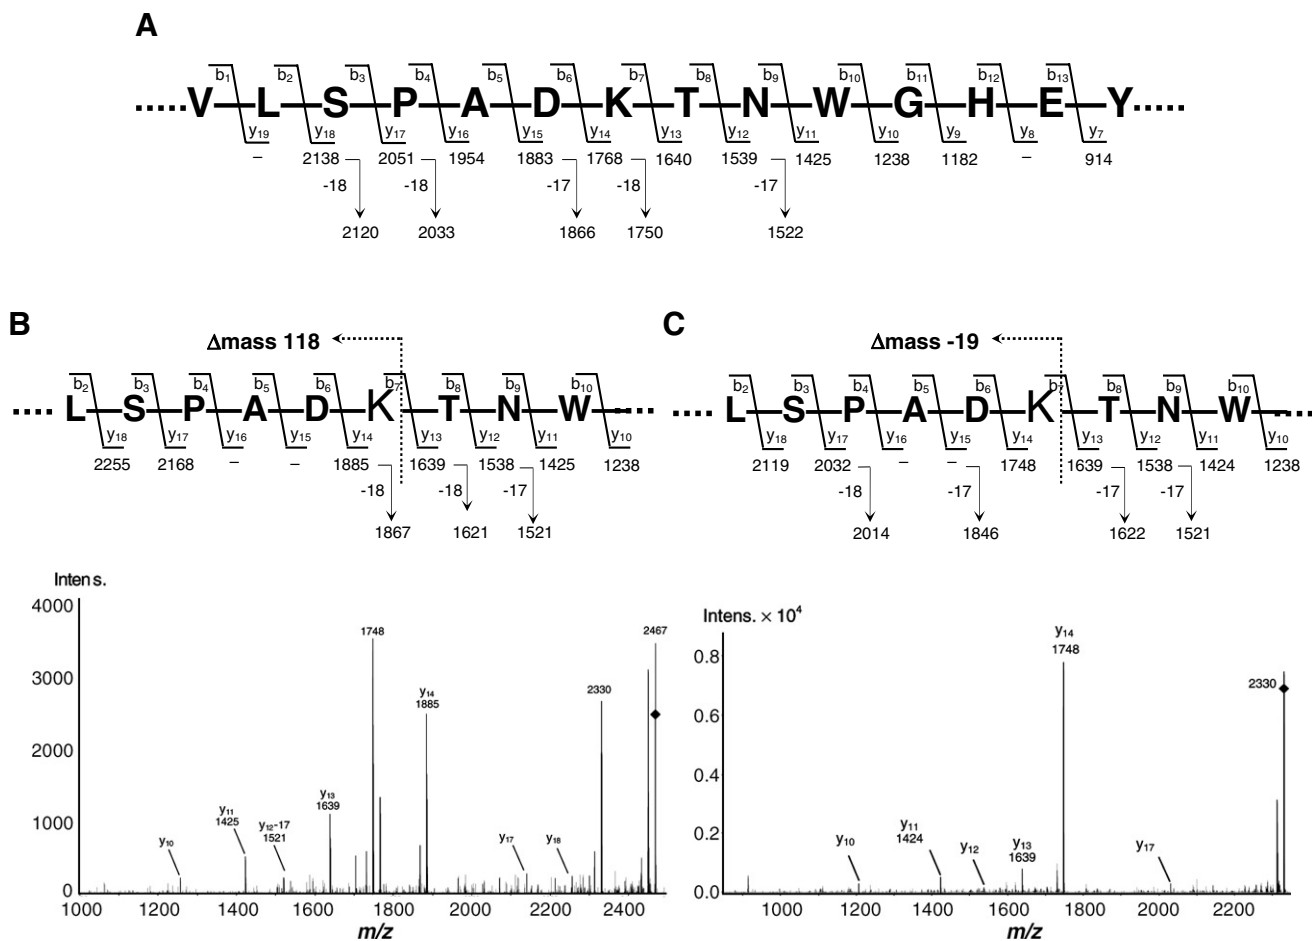 A
b1 b2 b3 b4 b5 b6 b7 b8 b9 b10 b11 b12 b13
.....V L S P A D K T N W G H E Y.....
y19 y18 y17 y16 y15 y14 y13 y12 y11 y10 y9 y8 y7
– 2138 2051 1954 1883 1768 1640 1539 1425 1238 1182 – 914
-18 -18 -17 -18 -17
2120 2033 1866 1750 1522
B
Δmass 118
b2 b3 b4 b5 b6 b7 b8 b9 b10
.... L S P A D K T N W ....
y18 y17 y16 y15 y14 y13 y12 y11 y10
2255 2168 – – 1885 1639 1538 1425 1238
-18 -18 -17
1867 1621 1521
Intens.
4000
3000
2000
1000
0
1748
y14
1885
2330
2467
y13
1639
y10
y11
1425
y12-17
1521
y17
y18
1000 1200 1400 1600 1800 2000 2200 2400
m/z
C
Δmass -19
b2 b3 b4 b5 b6 b7 b8 b9 b10
.... L S P A D K T N W ....
y18 y17 y16 y15 y14 y13 y12 y11 y10
2119 2032 – – 1748 1639 1538 1424 1238
-18 -17 -17 -17
2014 1846 1622 1521
Intens. × 10⁴
0.8
0.6
0.4
0.2
0.0
y14
1748
2330
y10
y11
1424
y12
y13
1639
y17
1000 1200 1400 1600 1800 2000 2200
m/z